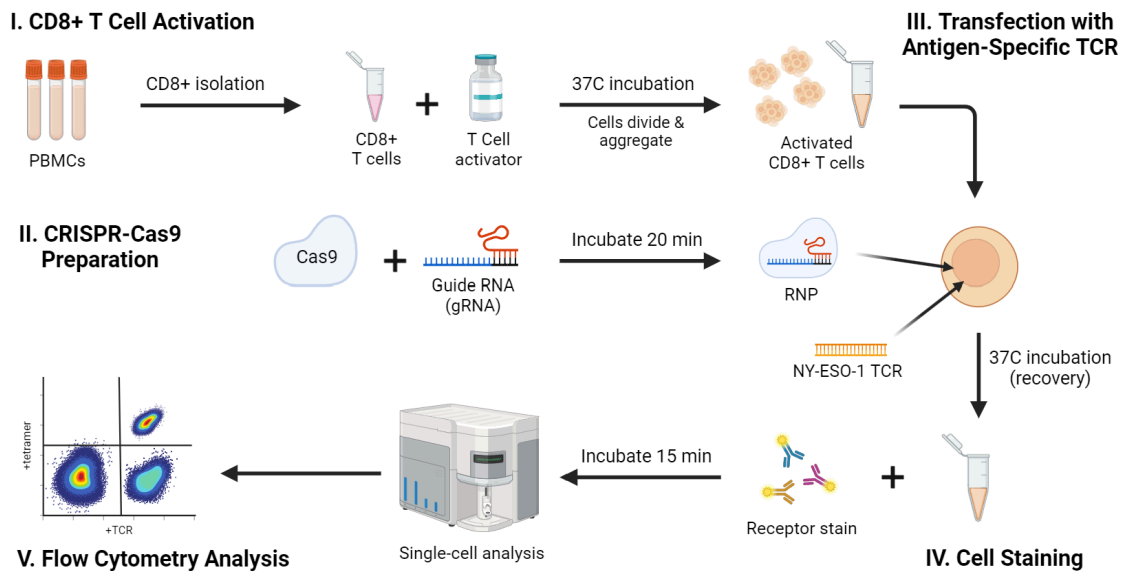 I. CD8+ T Cell Activation
PBMCs
CD8+ isolation
CD8+
T cells
T Cell
activator
37C incubation
Cells divide &
aggregate
Activated
CD8+ T cells
III. Transfection with
Antigen-Specific TCR
II. CRISPR-Cas9
Preparation
Cas9
Guide RNA
(gRNA)
Incubate 20 min
RNP
NY-ESO-1 TCR
37C incubation
(recovery)
IV. Cell Staining
Receptor stain
Incubate 15 min
Single-cell analysis
+tetramer
+TCR
V. Flow Cytometry Analysis